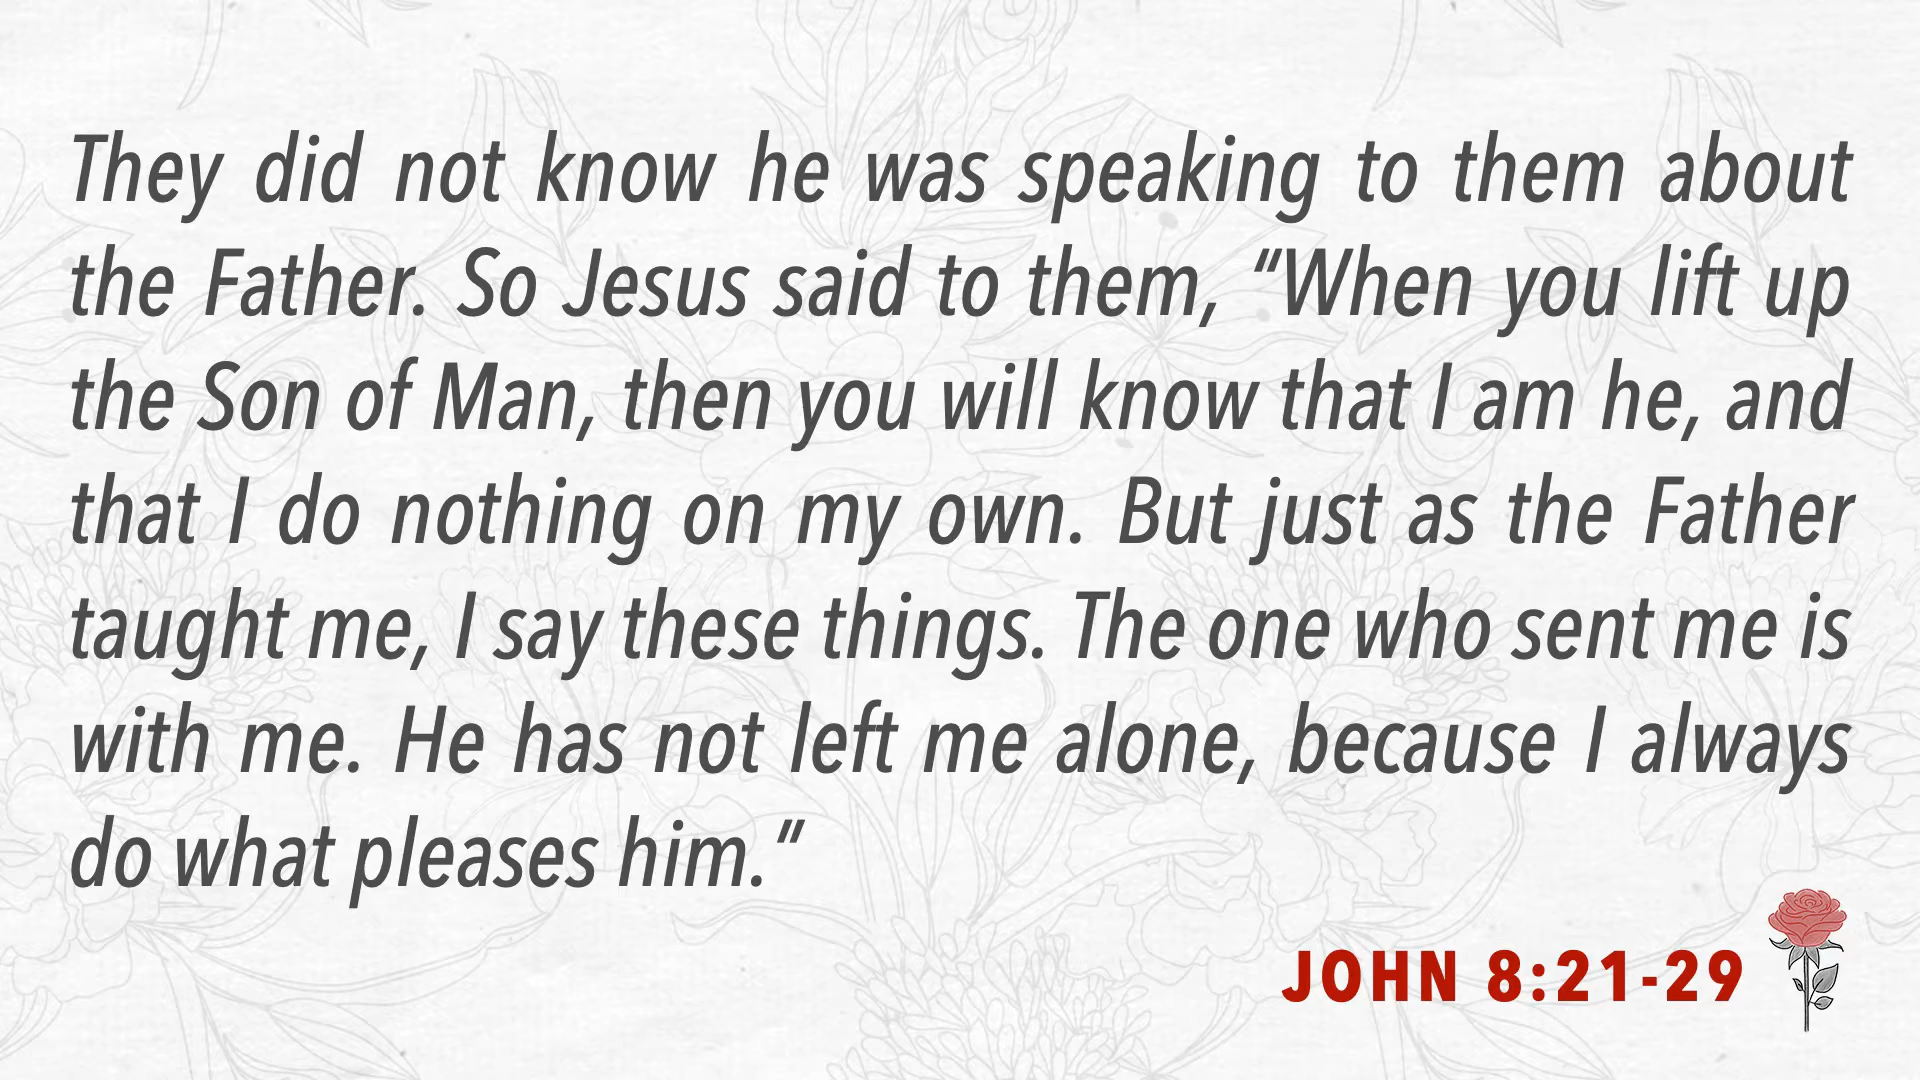 They did not know he was speaking to them about
the Father. So Jesus said to them, “When you lift up
the Son of Man, then you will know that I am he, and
that I do nothing on my own. But just as the Father
taught me, I say these things. The one who sent me is
with me. He has not left me alone, because I always
do what pleases him.”
JOHN 8:21-29